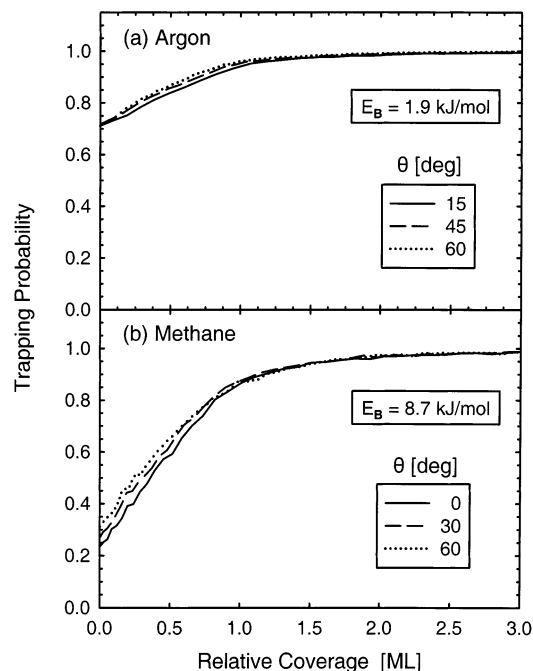 (a) Argon
E_B = 1.9 kJ/mol
θ [deg]
15
45
60
1.0
0.8
0.6
0.4
0.2
0.0
Trapping Probability
(b) Methane
E_B = 8.7 kJ/mol
θ [deg]
0
30
60
1.0
0.8
0.6
0.4
0.2
0.0
0.0 0.5 1.0 1.5 2.0 2.5 3.0
Relative Coverage [ML]